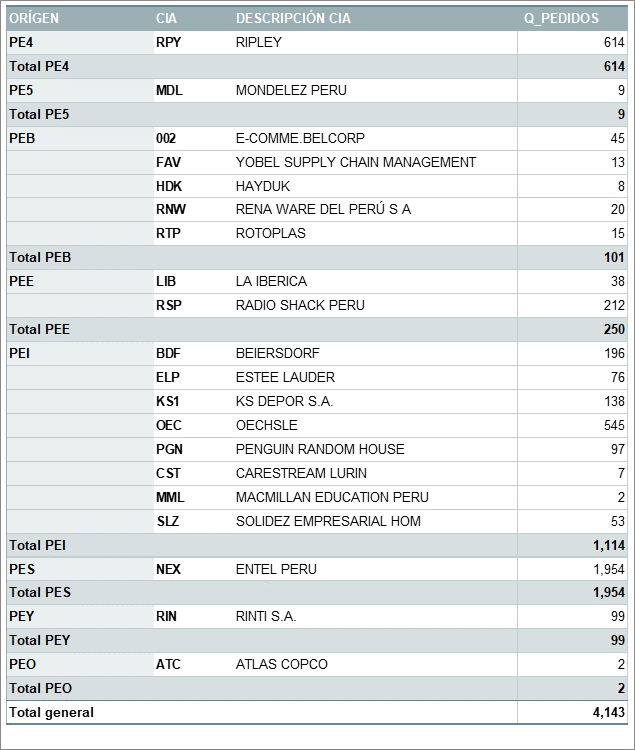 ORÍGEN CIA DESCRIPCIÓN CIA Q_PEDIDOS
PE4 RPY RIPLEY 614
Total PE4 614
PE5 MDL MONDELEZ PERU 9
Total PE5 9
PEB 002 E-COMME.BELCORP 45
FAV YOBEL SUPPLY CHAIN MANAGEMENT 13
HDK HAYDUK 8
RNW RENA WARE DEL PERÚ S A 20
RTP ROTOPLAS 15
Total PEB 101
PEE LIB LA IBERICA 38
RSP RADIO SHACK PERU 212
Total PEE 250
PEI BDF BEIERSDORF 196
ELP ESTEE LAUDER 76
KS1 KS DEPOR S.A. 138
OEC OECHSLE 545
PGN PENGUIN RANDOM HOUSE 97
CST CARESTREAM LURIN 7
MML MACMILLAN EDUCATION PERU 2
SLZ SOLIDEZ EMPRESARIAL HOM 53
Total PEI 1,114
PES NEX ENTEL PERU 1,954
Total PES 1,954
PEY RIN RINTI S.A. 99
Total PEY 99
PEO ATC ATLAS COPCO 2
Total PEO 2
Total general 4,143